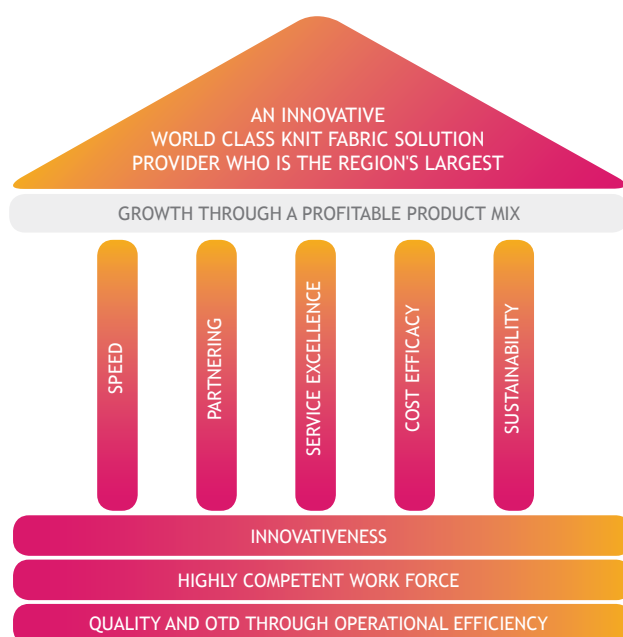 AN INNOVATIVE
WORLD CLASS KNIT FABRIC SOLUTION
PROVIDER WHO IS THE REGION'S LARGEST
GROWTH THROUGH A PROFITABLE PRODUCT MIX
SPEED
PARTNERING
SERVICE EXCELLENCE
COST EFFICACY
SUSTAINABILITY
INNOVATIVENESS
HIGHLY COMPETENT WORK FORCE
QUALITY AND OTD THROUGH OPERATIONAL EFFICIENCY